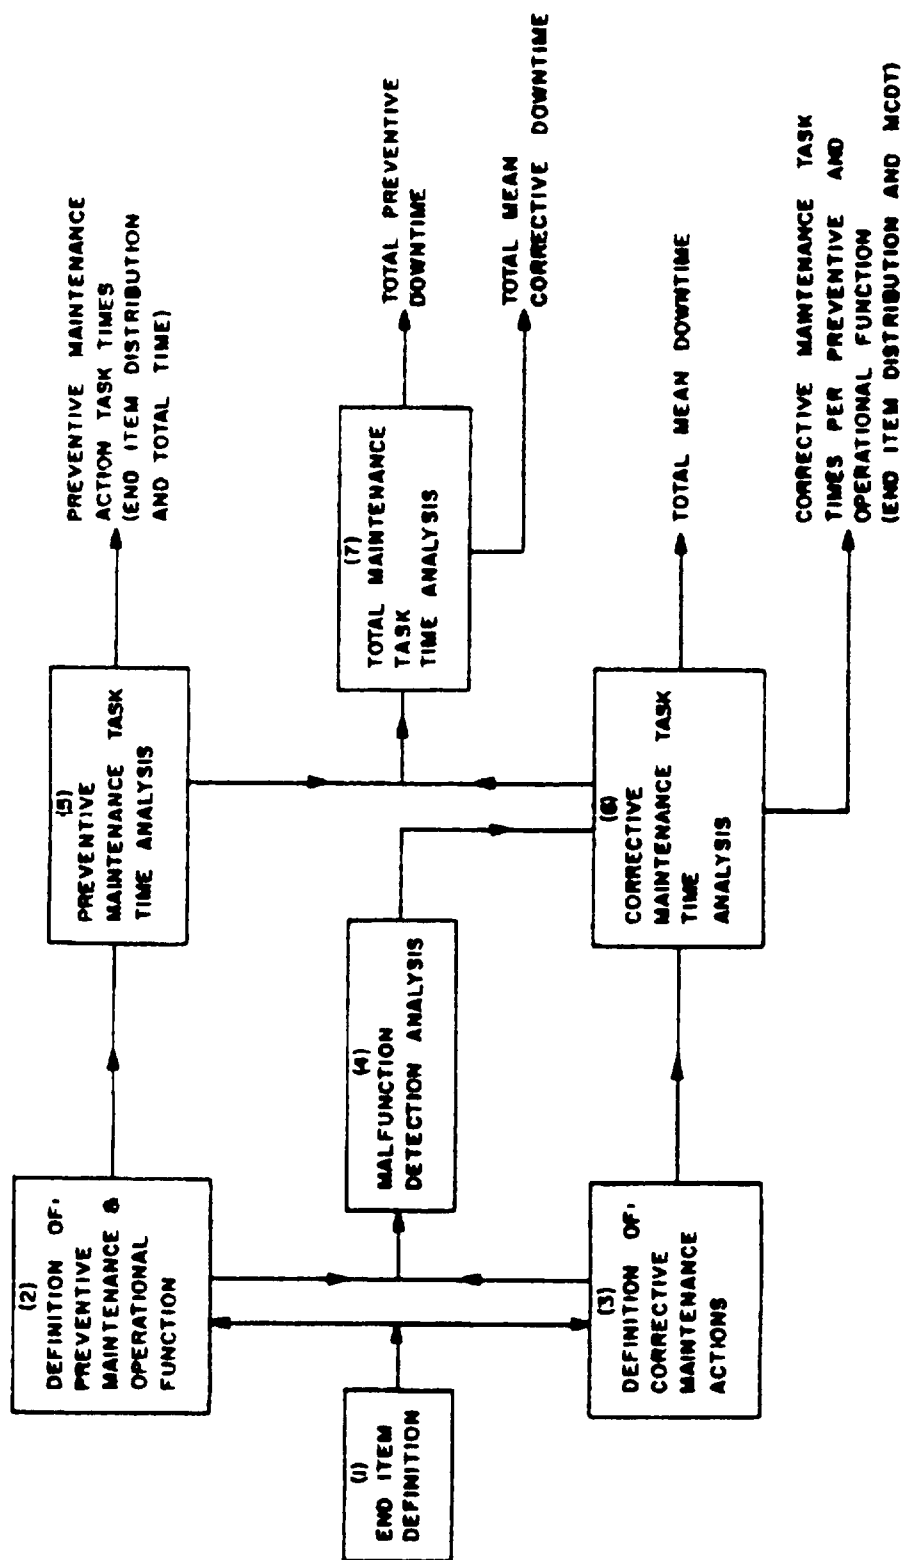 (1)
END ITEM
DEFINITION
(2)
DEFINITION OF:
PREVENTIVE
MAINTENANCE &
OPERATIONAL
FUNCTION
(3)
DEFINITION OF:
CORRECTIVE
MAINTENANCE
ACTIONS
(4)
MALFUNCTION
DETECTION ANALYSIS
(5)
PREVENTIVE
MAINTENANCE TASK
TIME ANALYSIS
(6)
CORRECTIVE
MAINTENANCE TASK
TIME
ANALYSIS
(7)
TOTAL MAINTENANCE
TASK
TIME ANALYSIS
PREVENTIVE MAINTENANCE
ACTION TASK TIMES
(END ITEM DISTRIBUTION
AND TOTAL TIME)
TOTAL PREVENTIVE
DOWNTIME
TOTAL MEAN
CORRECTIVE DOWNTIME
TOTAL MEAN DOWNTIME
CORRECTIVE MAINTENANCE TASK
TIMES PER PREVENTIVE AND
OPERATIONAL FUNCTION
(END ITEM DISTRIBUTION AND MCDT)